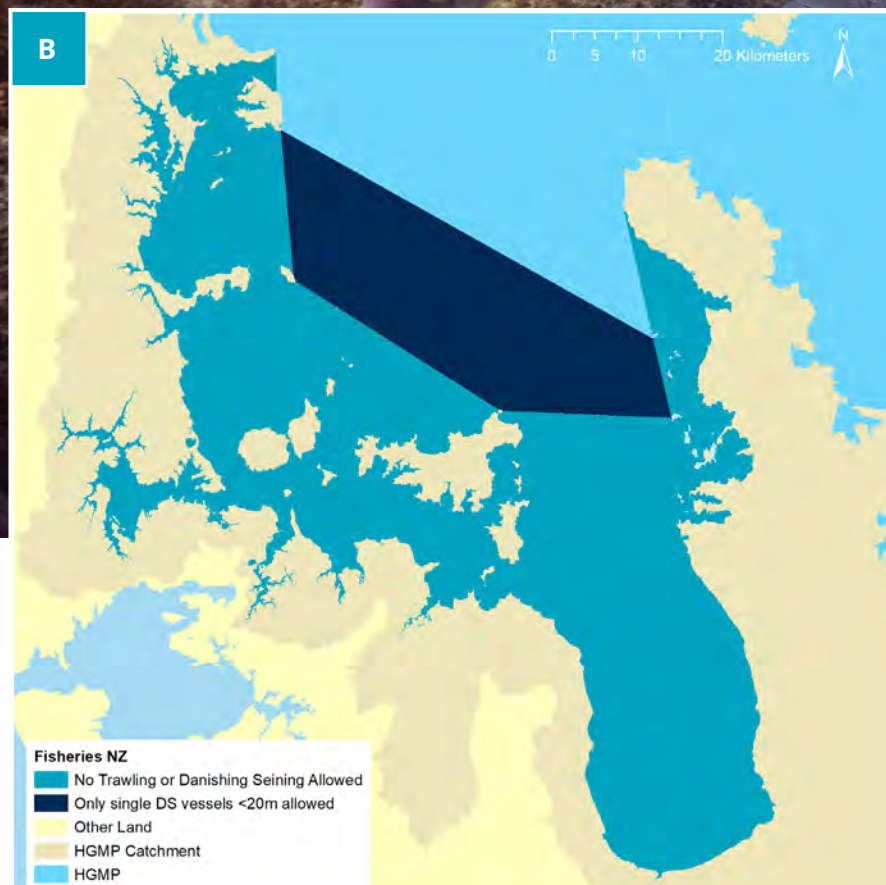 B
0 5 10 20 Kilometers
N
Fisheries NZ
No Trawling or Danishing Seining Allowed
Only single DS vessels <20m allowed
Other Land
HGMP Catchment
HGMP